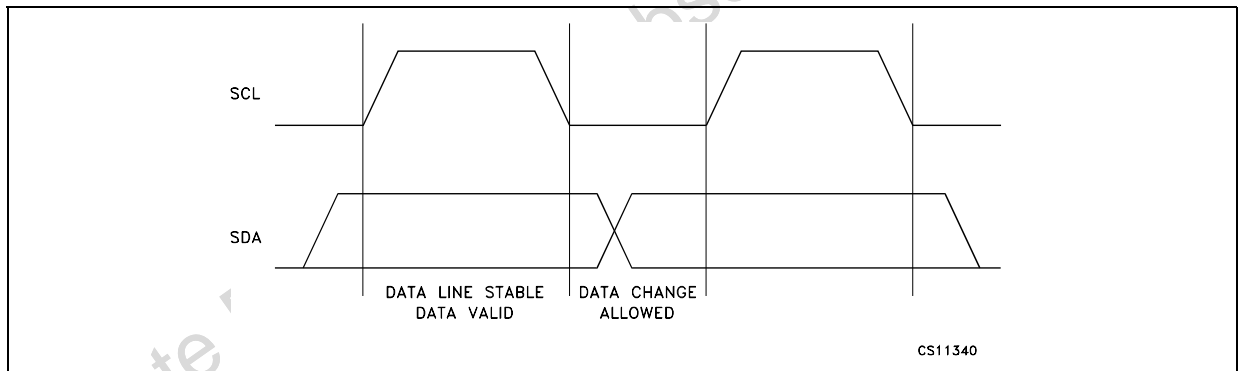 SCL
SDA
DATA LINE STABLE
DATA VALID
DATA CHANGE
ALLOWED
CS11340